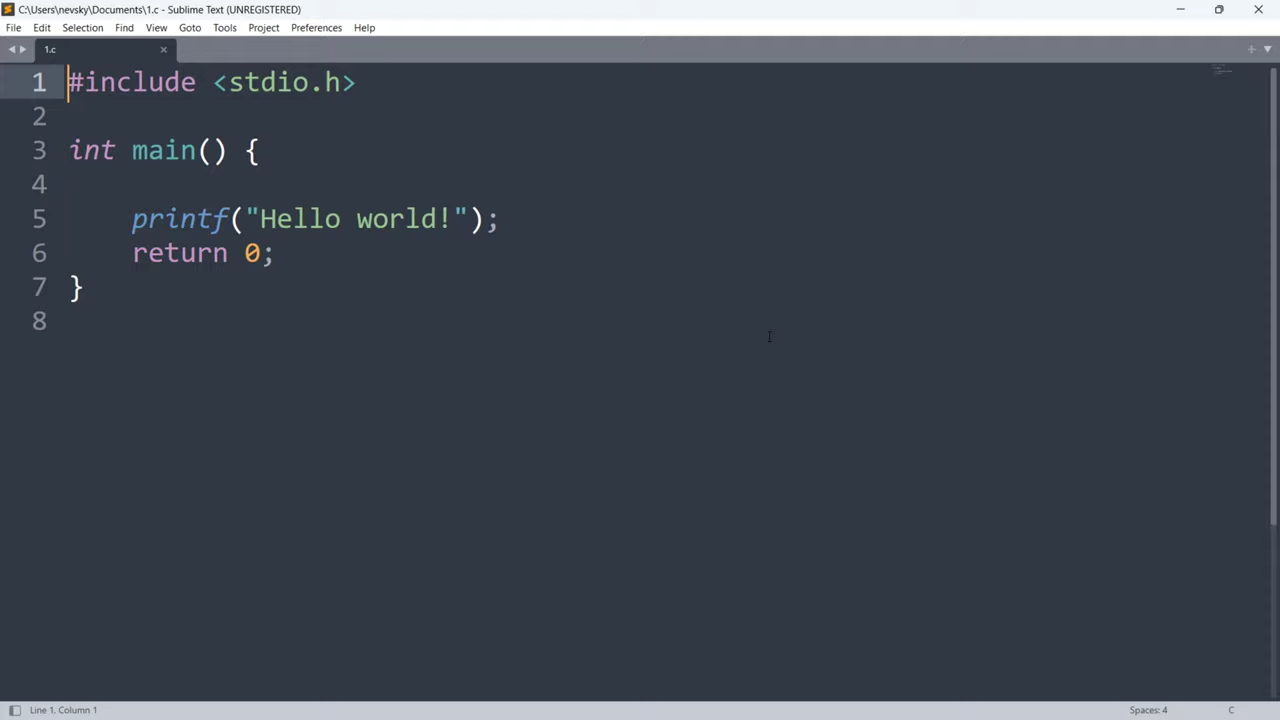 C:\Users\nevsky\Documents\1.c - Sublime Text (UNREGISTERED)
File Edit Selection Find View Goto Tools Project Preferences Help
1.c
1 #include <stdio.h>
2
3 int main() {
4
5     printf("Hello world!");
6     return 0;
7 }
8
Line 1, Column 1 Spaces: 4 C